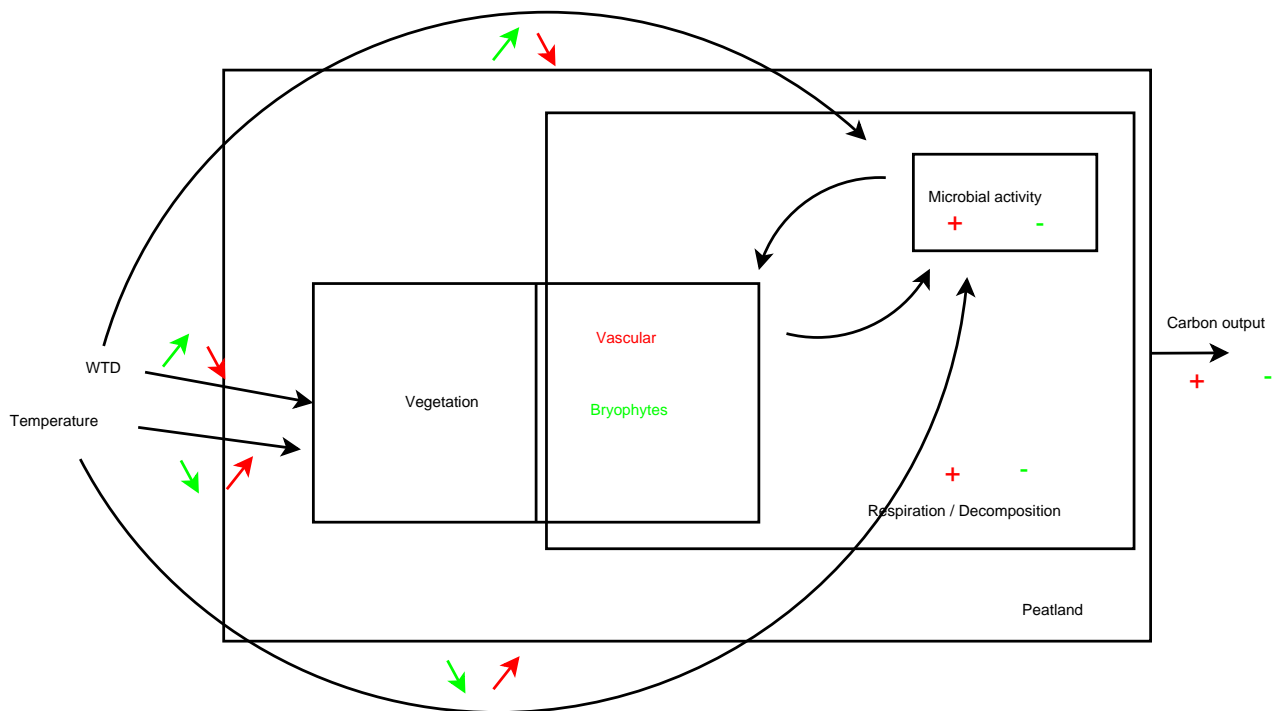 Microbial activity
+ -
Carbon output
+ -
Vascular
WTD
Vegetation
Bryophytes
Temperature
+ -
Respiration / Decomposition
Peatland